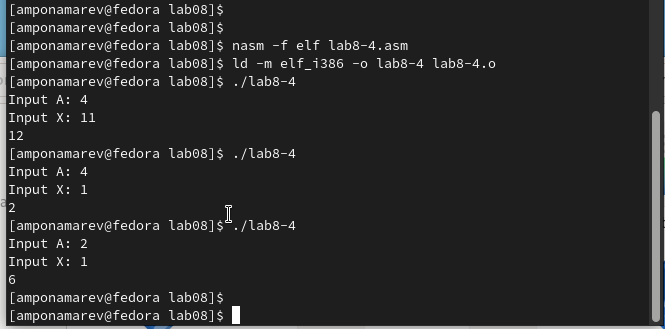 [amponamarev@fedora lab08]$
[amponamarev@fedora lab08]$
[amponamarev@fedora lab08]$ nasm -f elf lab8-4.asm
[amponamarev@fedora lab08]$ ld -m elf_i386 -o lab8-4 lab8-4.o
[amponamarev@fedora lab08]$ ./lab8-4
Input A: 4
Input X: 11
12
[amponamarev@fedora lab08]$ ./lab8-4
Input A: 4
Input X: 1
2
[amponamarev@fedora lab08]$ ./lab8-4
Input A: 2
Input X: 1
6
[amponamarev@fedora lab08]$
[amponamarev@fedora lab08]$